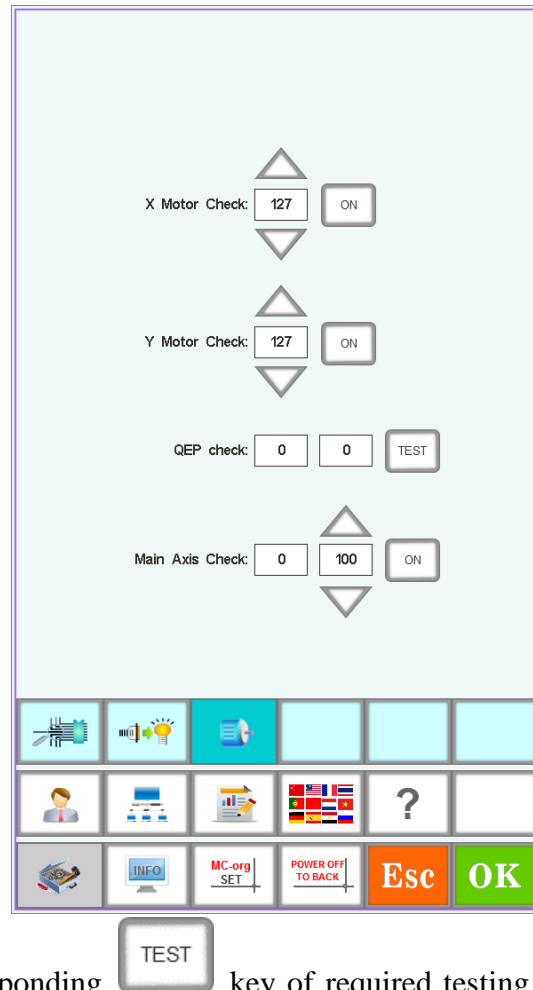 X Motor Check: 127 ON
Y Motor Check: 127 ON
QEP check: 0 0 TEST
Main Axis Check: 0 100 ON
?
INFO MC-org SET POWER OFF TO BACK Esc OK
ponding TEST key of required testing